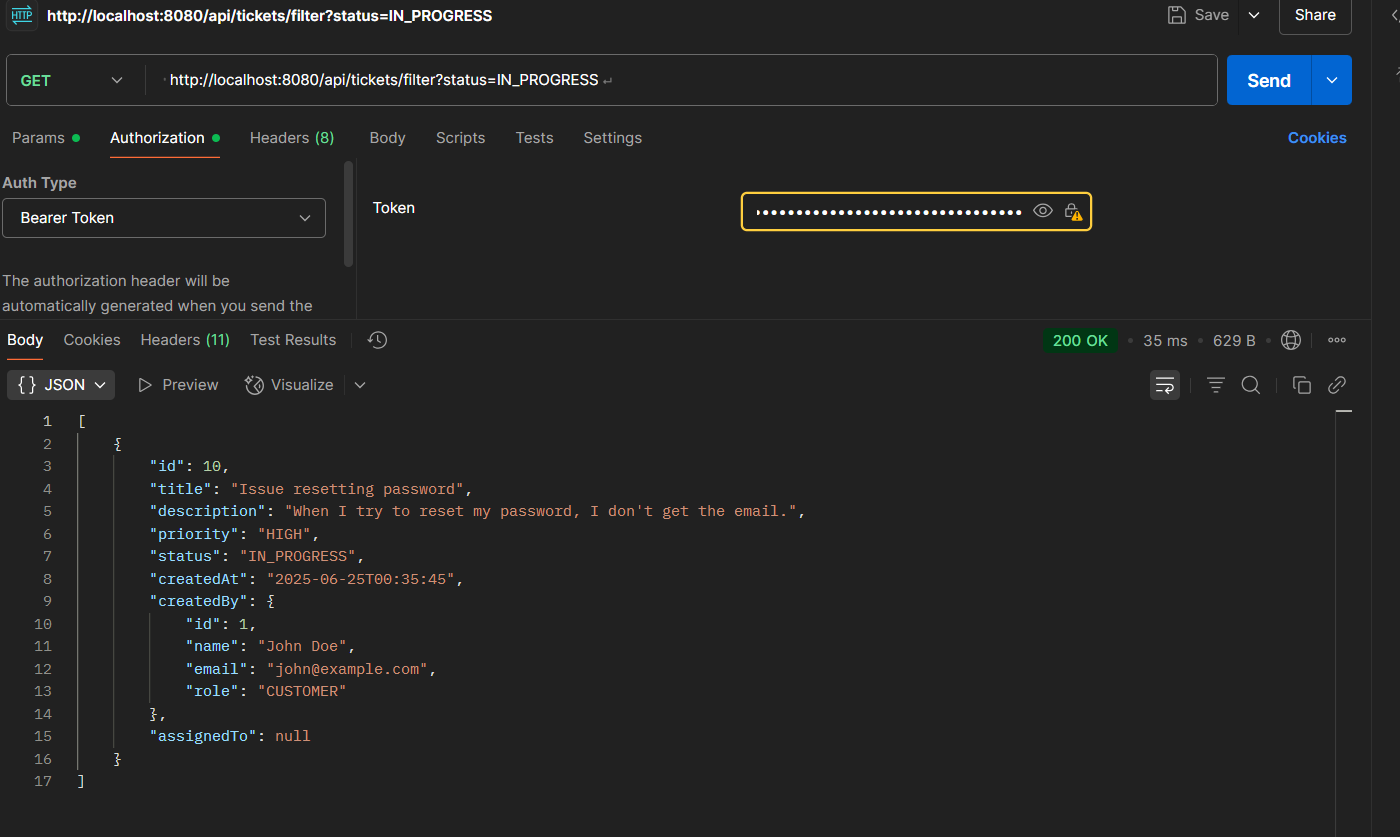 HTTP http://localhost:8080/api/tickets/filter?status=IN_PROGRESS Save Share
GET http://localhost:8080/api/tickets/filter?status=IN_PROGRESS Send
Params Authorization Headers (8) Body Scripts Tests Settings Cookies
Auth Type
Bearer Token
Token
The authorization header will be
automatically generated when you send the
Body Cookies Headers (11) Test Results 200 OK 35 ms 629 B
{} JSON Preview Visualize
1 [
2 {
3 "id": 10,
4 "title": "Issue resetting password",
5 "description": "When I try to reset my password, I don't get the email.",
6 "priority": "HIGH",
7 "status": "IN_PROGRESS",
8 "createdAt": "2025-06-25T00:35:45",
9 "createdBy": {
10 "id": 1,
11 "name": "John Doe",
12 "email": "john@example.com",
13 "role": "CUSTOMER"
14 },
15 "assignedTo": null
16 }
17 ]